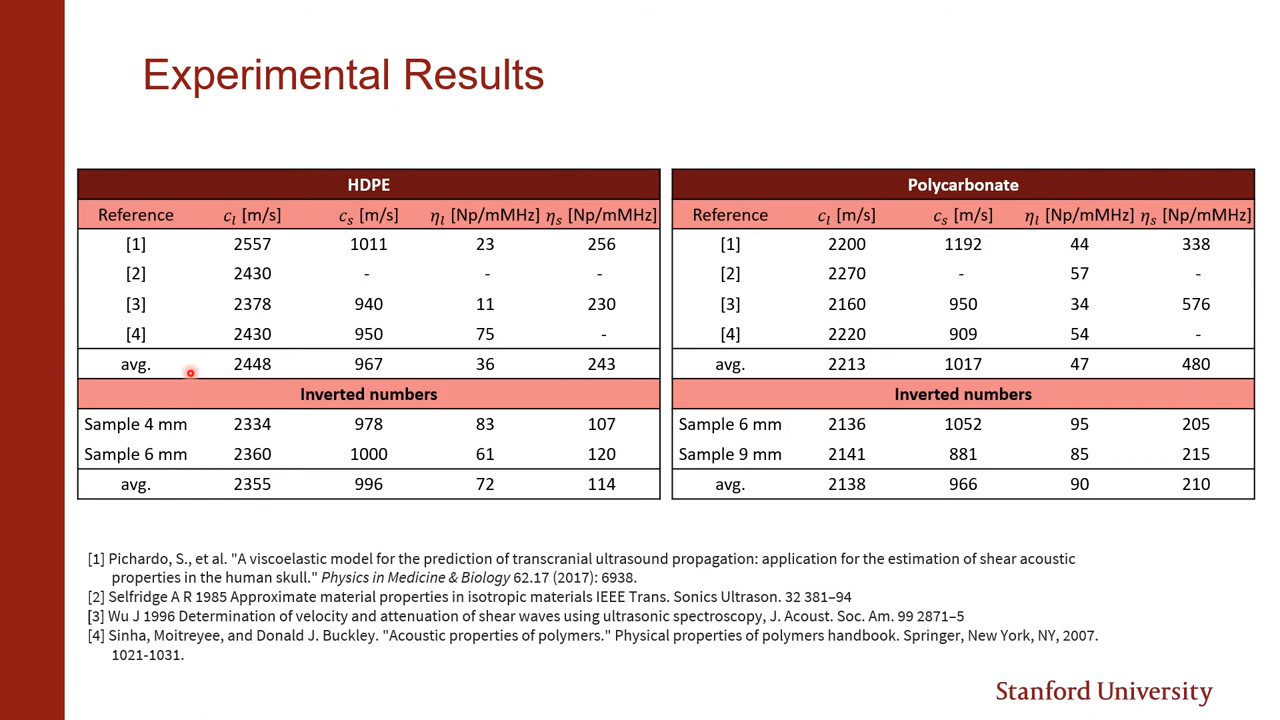 Experimental Results
HDPE
Reference c_l [m/s] c_s [m/s] η_l [Np/mMHz] η_s [Np/mMHz]
[1] 2557 1011 23 256
[2] 2430 - - -
[3] 2378 940 11 230
[4] 2430 950 75 -
avg. 2448 967 36 243
Inverted numbers
Sample 4 mm 2334 978 83 107
Sample 6 mm 2360 1000 61 120
avg. 2355 996 72 114
Polycarbonate
Reference c_l [m/s] c_s [m/s] η_l [Np/mMHz] η_s [Np/mMHz]
[1] 2200 1192 44 338
[2] 2270 - 57 -
[3] 2160 950 34 576
[4] 2220 909 54 -
avg. 2213 1017 47 480
Inverted numbers
Sample 6 mm 2136 1052 95 205
Sample 9 mm 2141 881 85 215
avg. 2138 966 90 210
[1] Pichardo, S., et al. "A viscoelastic model for the prediction of transcranial ultrasound propagation: application for the estimation of shear acoustic
properties in the human skull." Physics in Medicine & Biology 62.17 (2017): 6938.
[2] Selfridge A R 1985 Approximate material properties in isotropic materials IEEE Trans. Sonics Ultrason. 32 381–94
[3] Wu J 1996 Determination of velocity and attenuation of shear waves using ultrasonic spectroscopy, J. Acoust. Soc. Am. 99 2871–5
[4] Sinha, Moitreyee, and Donald J. Buckley. "Acoustic properties of polymers." Physical properties of polymers handbook. Springer, New York, NY, 2007.
1021-1031.
Stanford University